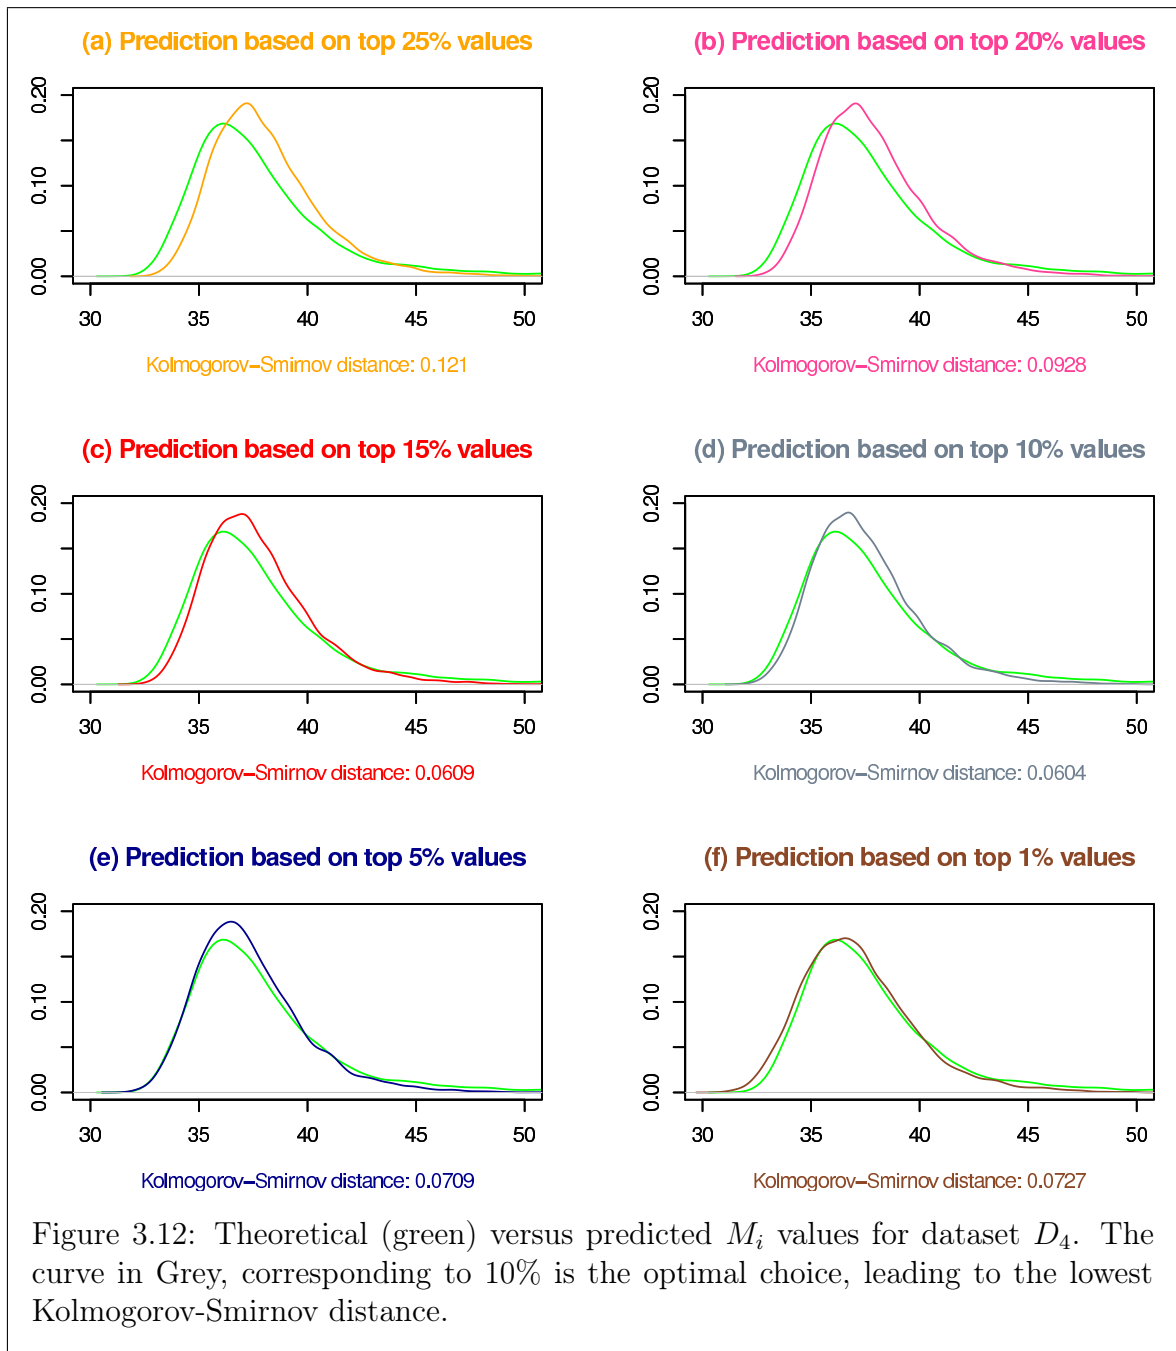 (a) Prediction based on top 25% values
0.20
0.10
0.00
30 35 40 45 50
Kolmogorov–Smirnov distance: 0.121
(b) Prediction based on top 20% values
0.20
0.10
0.00
30 35 40 45 50
Kolmogorov–Smirnov distance: 0.0928
(c) Prediction based on top 15% values
0.20
0.10
0.00
30 35 40 45 50
Kolmogorov–Smirnov distance: 0.0609
(d) Prediction based on top 10% values
0.20
0.10
0.00
30 35 40 45 50
Kolmogorov–Smirnov distance: 0.0604
(e) Prediction based on top 5% values
0.20
0.10
0.00
30 35 40 45 50
Kolmogorov–Smirnov distance: 0.0709
(f) Prediction based on top 1% values
0.20
0.10
0.00
30 35 40 45 50
Kolmogorov–Smirnov distance: 0.0727
Figure 3.12: Theoretical (green) versus predicted M_i values for dataset D_4. The
curve in Grey, corresponding to 10% is the optimal choice, leading to the lowest
Kolmogorov-Smirnov distance.